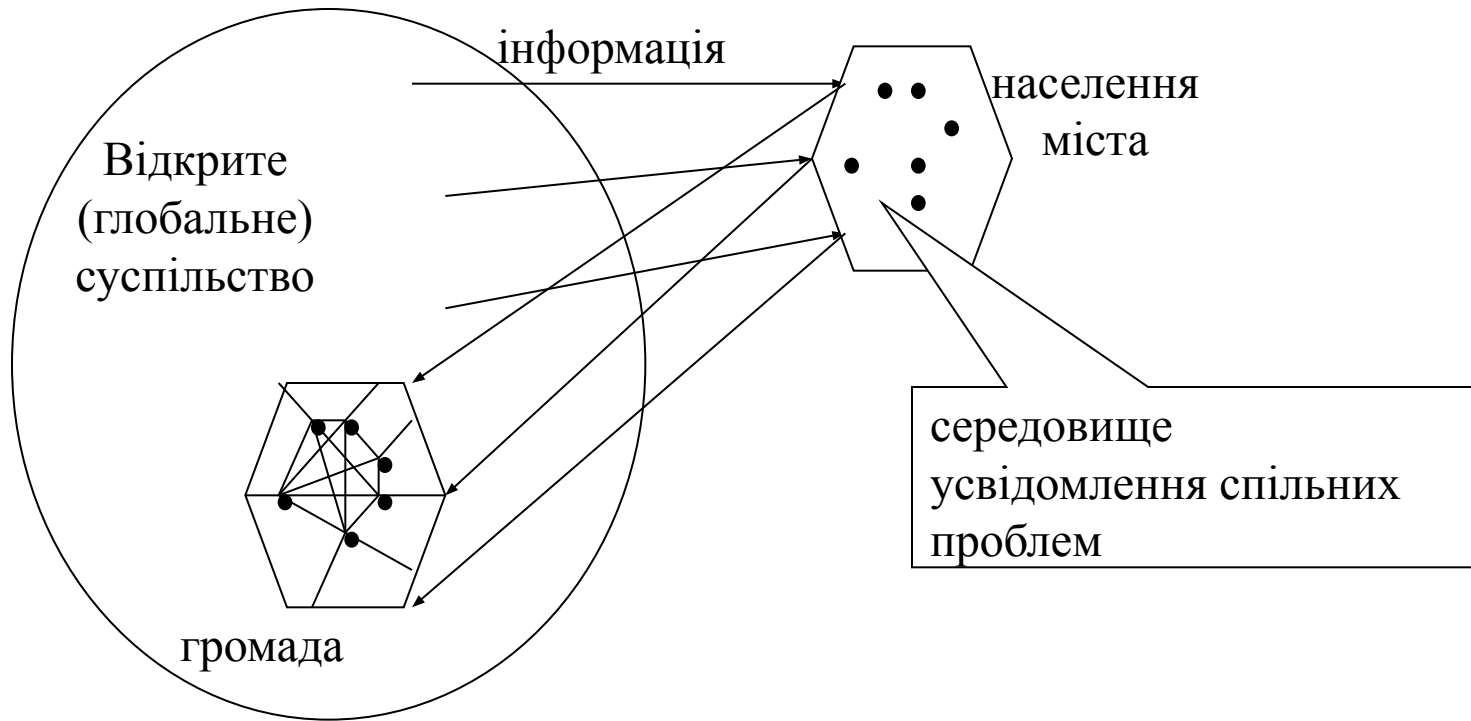 інформація
населення
міста
Відкрите
(глобальне)
суспільство
середовище
усвідомлення спільних
проблем
громада